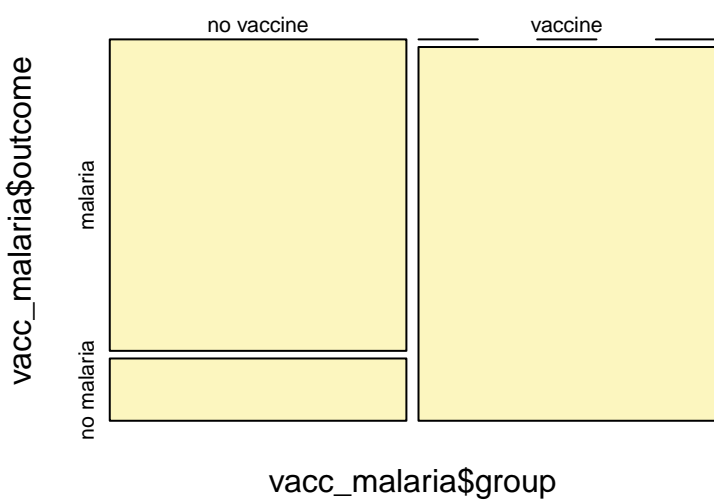 no vaccine
vaccine
vacc_malaria$outcome
malaria
no malaria
vacc_malaria$group